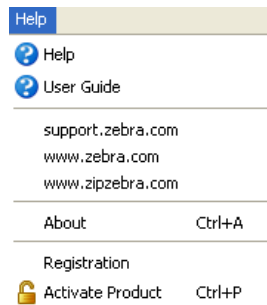 Help
Help
User Guide
support.zebra.com
www.zebra.com
www.zipzebra.com
About Ctrl+A
Registration
Activate Product Ctrl+P